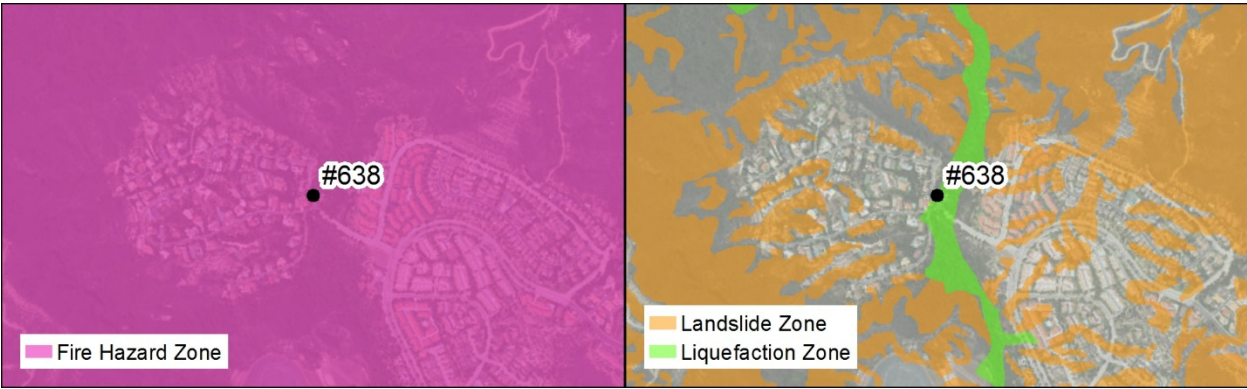 #638
Fire Hazard Zone
#638
Landslide Zone
Liquefaction Zone